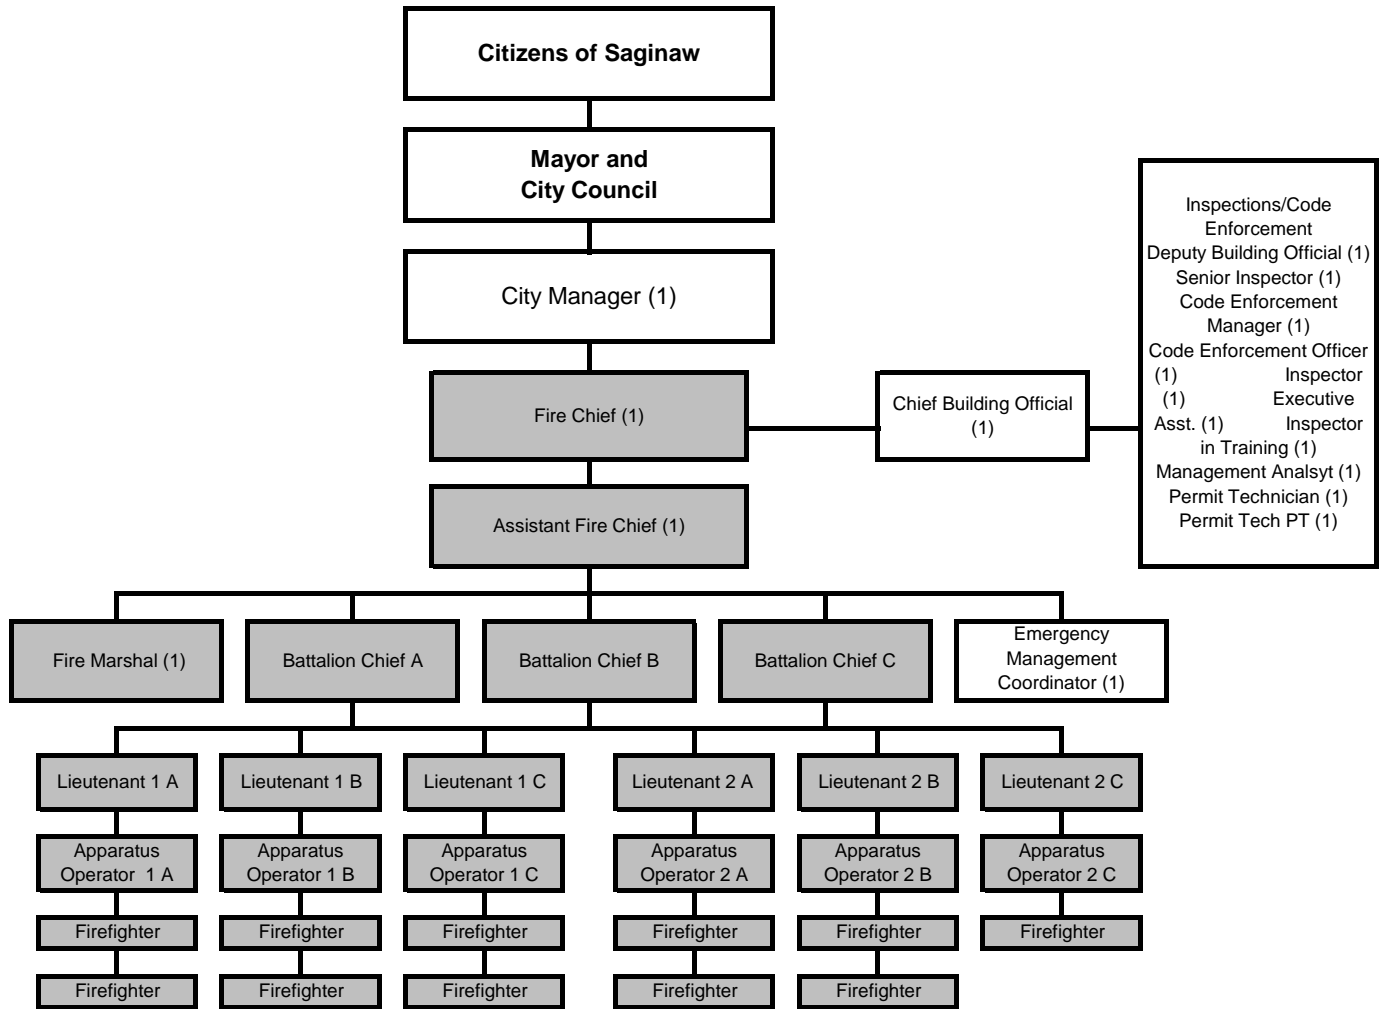 Citizens of Saginaw
Mayor and
City Council
City Manager (1)
Fire Chief (1)
Chief Building Official
(1)
Inspections/Code
Enforcement
Deputy Building Official (1)
Senior Inspector (1)
Code Enforcement
Manager (1)
Code Enforcement Officer
(1) Inspector
(1) Executive
Asst. (1) Inspector
in Training (1)
Management Analsyt (1)
Permit Technician (1)
Permit Tech PT (1)
Assistant Fire Chief (1)
Fire Marshal (1)
Battalion Chief A
Battalion Chief B
Battalion Chief C
Emergency
Management
Coordinator (1)
Lieutenant 1 A
Lieutenant 1 B
Lieutenant 1 C
Lieutenant 2 A
Lieutenant 2 B
Lieutenant 2 C
Apparatus
Operator 1 A
Apparatus
Operator 1 B
Apparatus
Operator 1 C
Apparatus
Operator 2 A
Apparatus
Operator 2 B
Apparatus
Operator 2 C
Firefighter
Firefighter
Firefighter
Firefighter
Firefighter
Firefighter
Firefighter
Firefighter
Firefighter
Firefighter
Firefighter